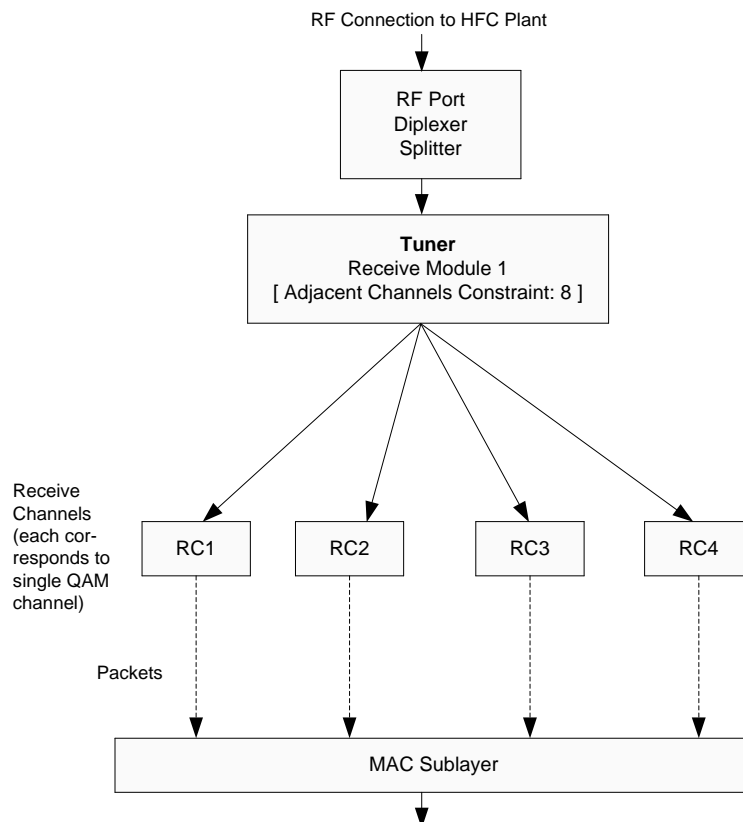 RF Connection to HFC Plant
RF Port
Diplexer
Splitter
Tuner
Receive Module 1
[ Adjacent Channels Constraint: 8 ]
Receive
Channels
(each cor-
responds to
single QAM
channel)
RC1
RC2
RC3
RC4
Packets
MAC Sublayer